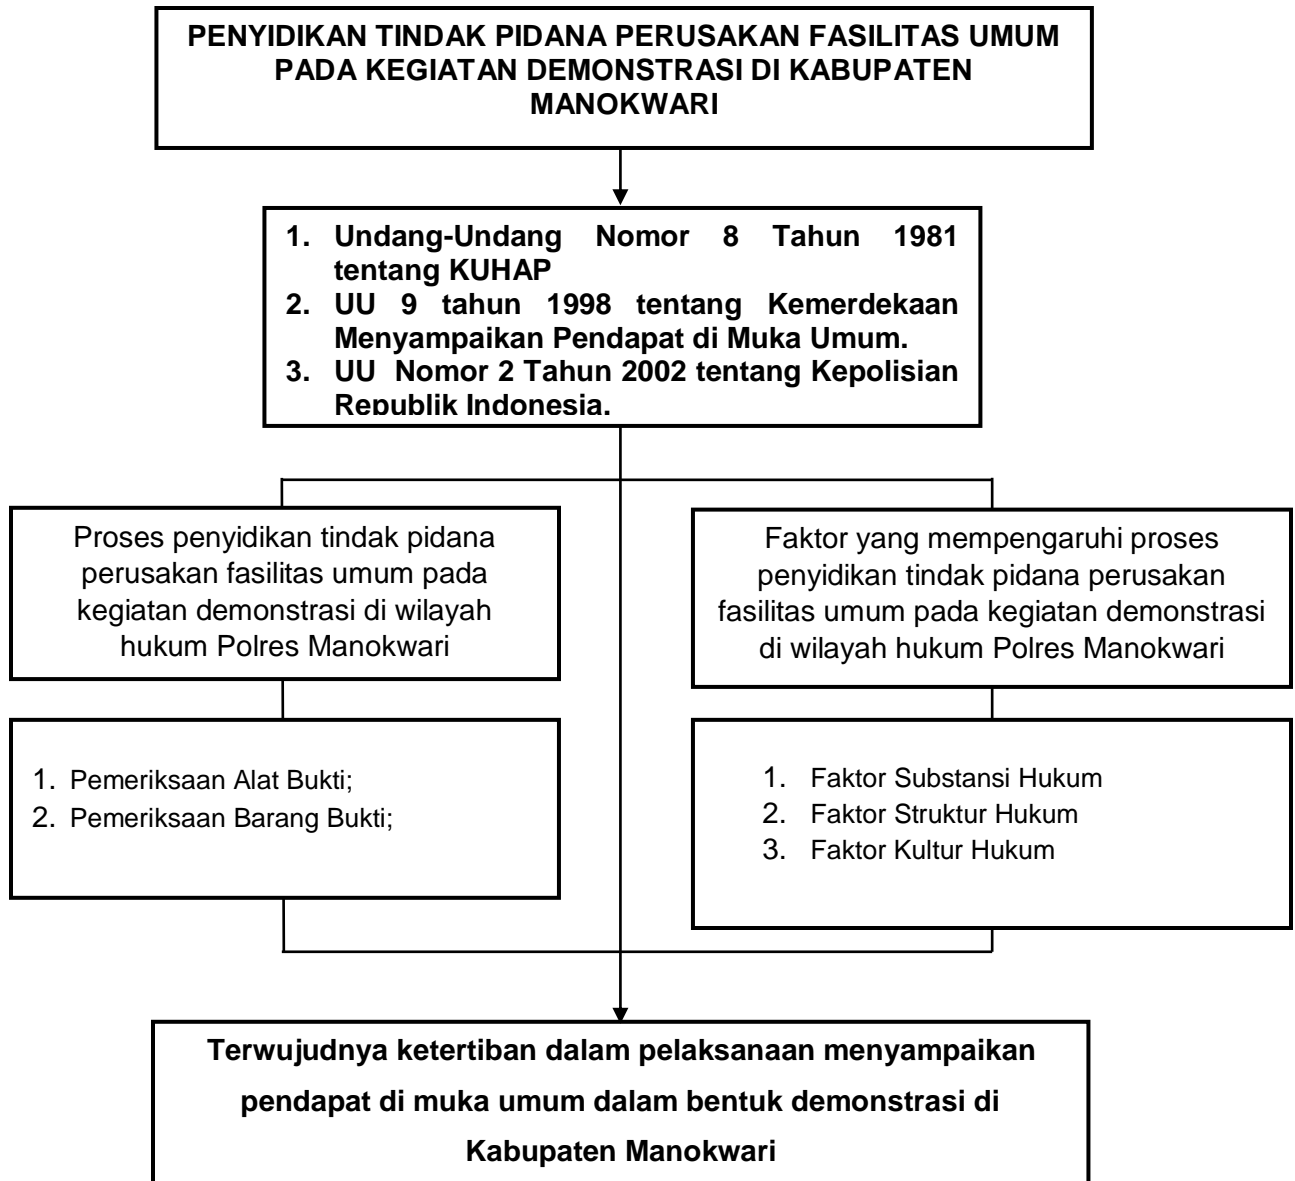 PENYIDIKAN TINDAK PIDANA PERUSAKAN FASILITAS UMUM
PADA KEGIATAN DEMONSTRASI DI KABUPATEN
MANOKWARI
1. Undang-Undang Nomor 8 Tahun 1981
tentang KUHAP
2. UU 9 tahun 1998 tentang Kemerdekaan
Menyampaikan Pendapat di Muka Umum.
3. UU Nomor 2 Tahun 2002 tentang Kepolisian
Republik Indonesia.
Proses penyidikan tindak pidana
perusakan fasilitas umum pada
kegiatan demonstrasi di wilayah
hukum Polres Manokwari
Faktor yang mempengaruhi proses
penyidikan tindak pidana perusakan
fasilitas umum pada kegiatan demonstrasi
di wilayah hukum Polres Manokwari
1. Pemeriksaan Alat Bukti;
2. Pemeriksaan Barang Bukti;
1. Faktor Substansi Hukum
2. Faktor Struktur Hukum
3. Faktor Kultur Hukum
Terwujudnya ketertiban dalam pelaksanaan menyampaikan
pendapat di muka umum dalam bentuk demonstrasi di
Kabupaten Manokwari